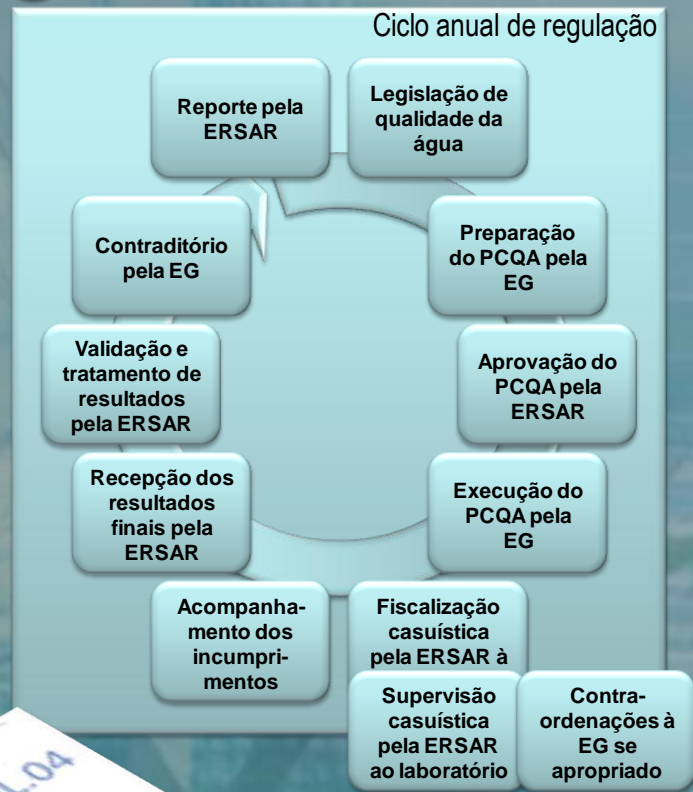 Ciclo anual de regulação
Reporte pela
ERSAR
Legislação de
qualidade da
água
Preparação
do PCQA pela
EG
Aprovação do
PCQA pela
ERSAR
Execução do
PCQA pela
EG
Fiscalização
casuística
pela ERSAR à
Supervisão
casuística
pela ERSAR
ao laboratório
Contra-
ordenações à
EG se
apropriado
Acompanha-
mento dos
incumpri-
mentos
Recepção dos
resultados
finais pela
ERSAR
Validação e
tratamento de
resultados
pela ERSAR
Contraditório
pela EG